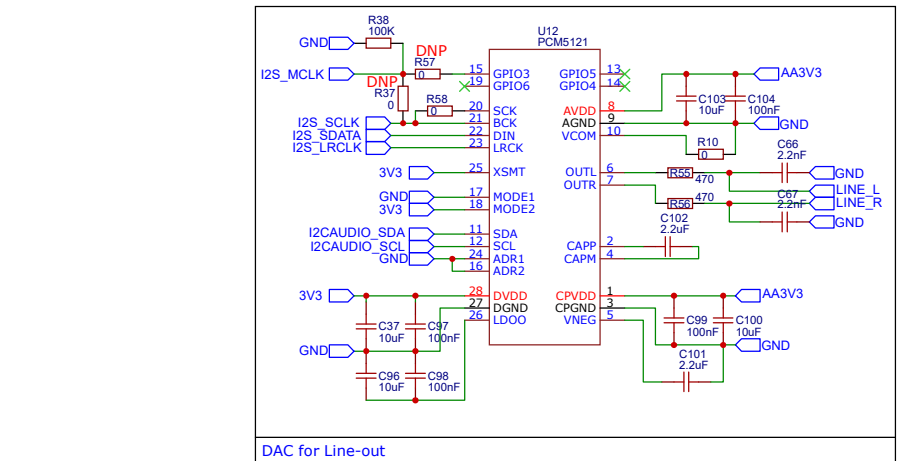 R38
100K
GND
DNP
R57
0
I2S_MCLK
DNP
R37
0
R58
0
I2S_SCLK
I2S_SDATA
I2S_LRCLK
3V3
GND
3V3
I2CAUDIO_SDA
I2CAUDIO_SCL
GND
3V3
C37
10uF
C97
100nF
GND
C96
10uF
C98
100nF
U12
PCM5121
15 GPIO3
19 GPIO6
20 SCK
21 BCK
22 DIN
23 LRCK
25 XSMT
17 MODE1
18 MODE2
11 SDA
12 SCL
24 ADR1
16 ADR2
28 DVDD
27 DGND
26 LDOO
GPIO5 13
GPIO4 14
AVDD 8
AGND 9
VCOM 10
OUTL 6
OUTR 7
CAPP 2
CAPM 4
CPVDD 1
CPGND 3
VNEG 5
AA3V3
C103
10uF
C104
100nF
GND
R10
0
C66
2.2nF
R55
470
GND
LINE_L
C67
2.2nF
LINE_R
R56
470
GND
C102
2.2uF
AA3V3
C99
100nF
C100
10uF
GND
C101
2.2uF
DAC for Line-out